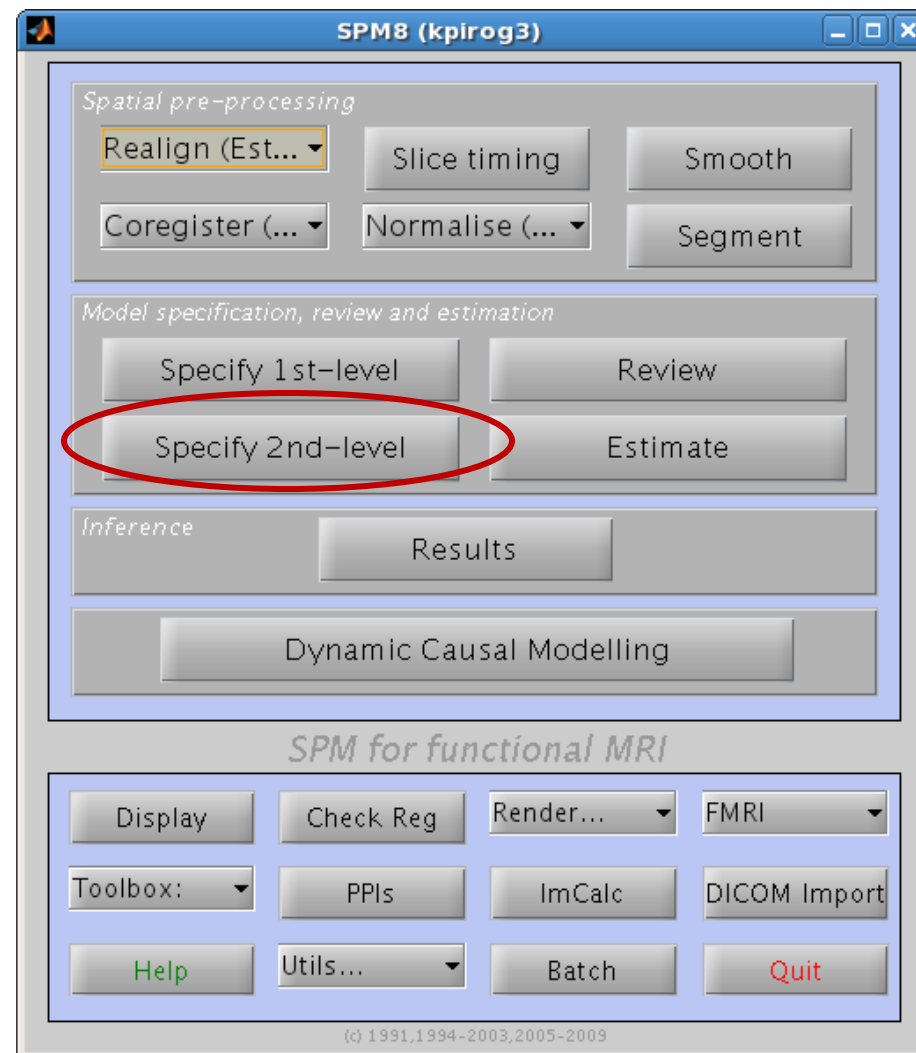 SPM8 (kpirog3)
Spatial pre-processing
Realign (Est...
Slice timing
Smooth
Coregister (...
Normalise (...
Segment
Model specification, review and estimation
Specify 1st-level
Review
Specify 2nd-level
Estimate
Inference
Results
Dynamic Causal Modelling
SPM for functional MRI
Display
Check Reg
Render...
FMRI
Toolbox:
PPIs
ImCalc
DICOM Import
Help
Utils...
Batch
Quit
(c) 1991,1994-2003,2005-2009